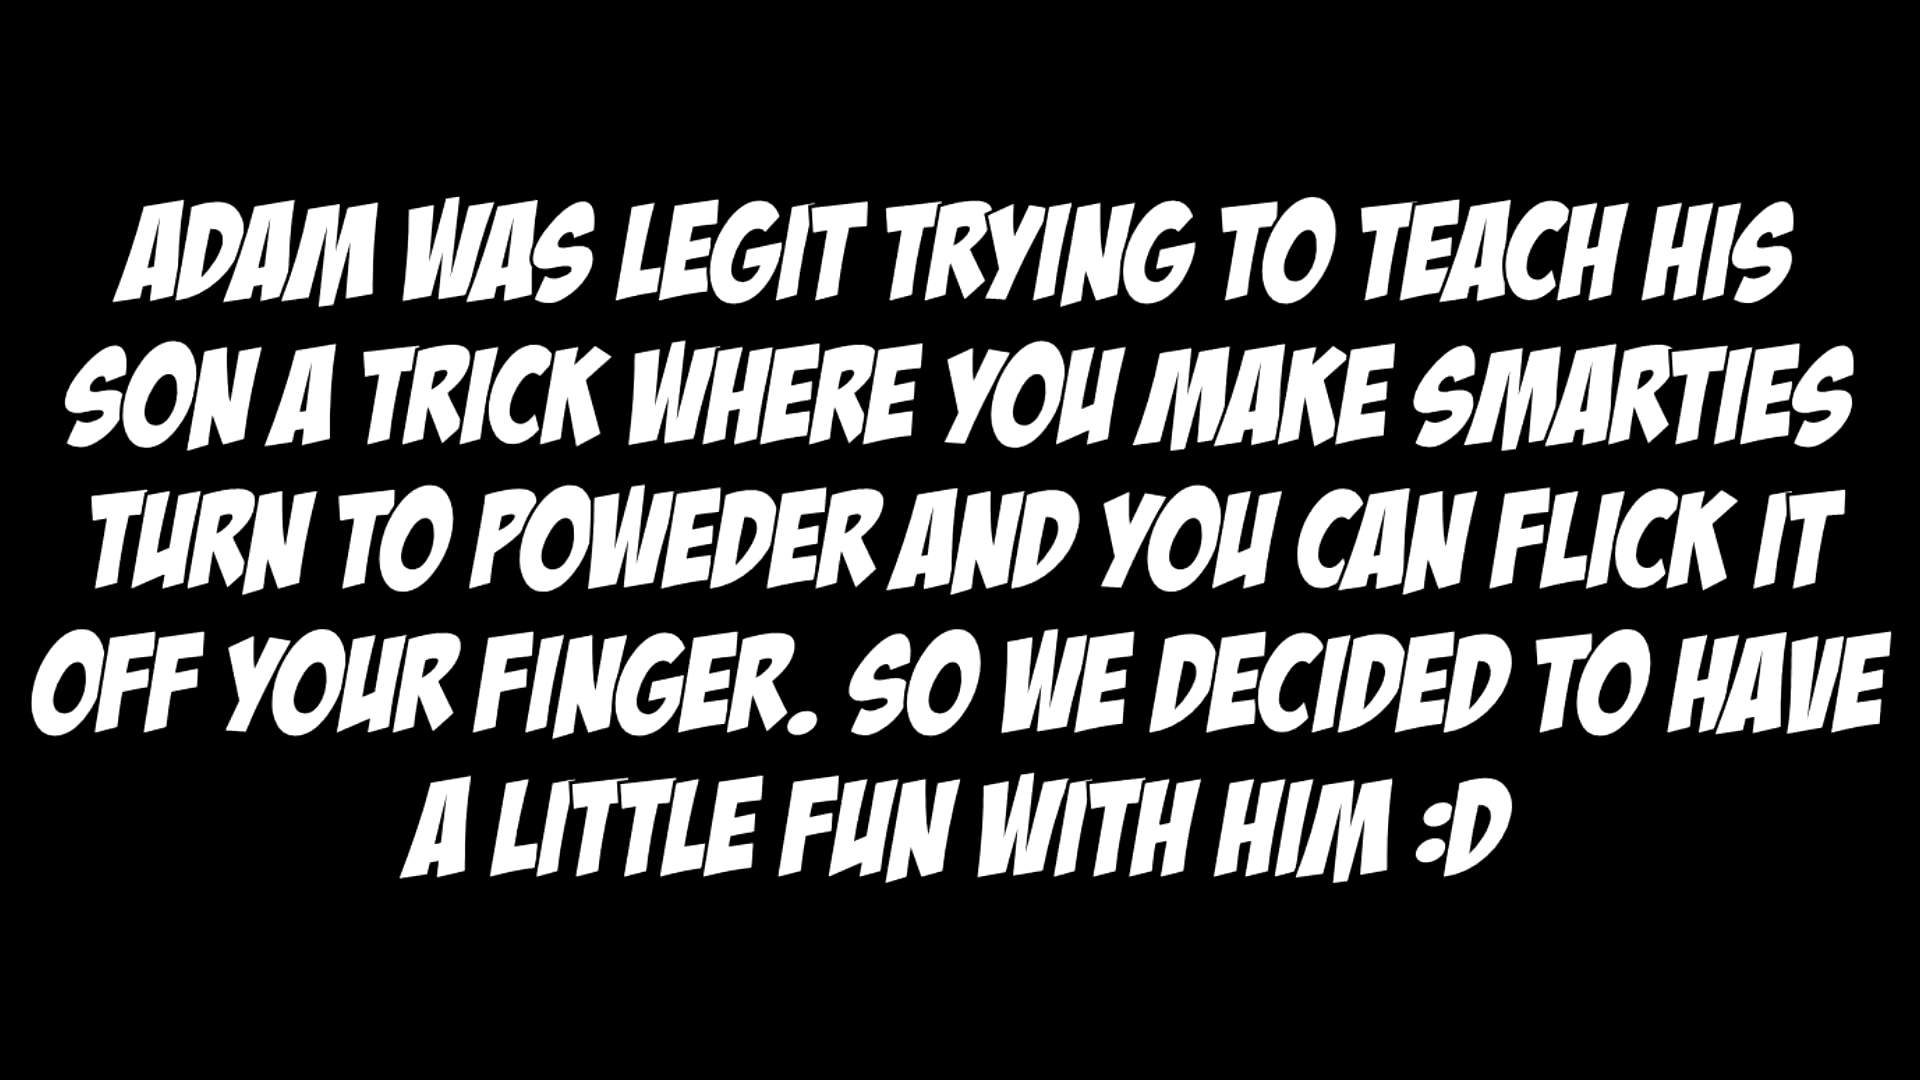 ADAM WAS LEGIT TRYING TO TEACH HIS
SON A TRICK WHERE YOU MAKE SMARTIES
TURN TO POWEDER AND YOU CAN FLICK IT
OFF YOUR FINGER. SO WE DECIDED TO HAVE
A LITTLE FUN WITH HIM :D